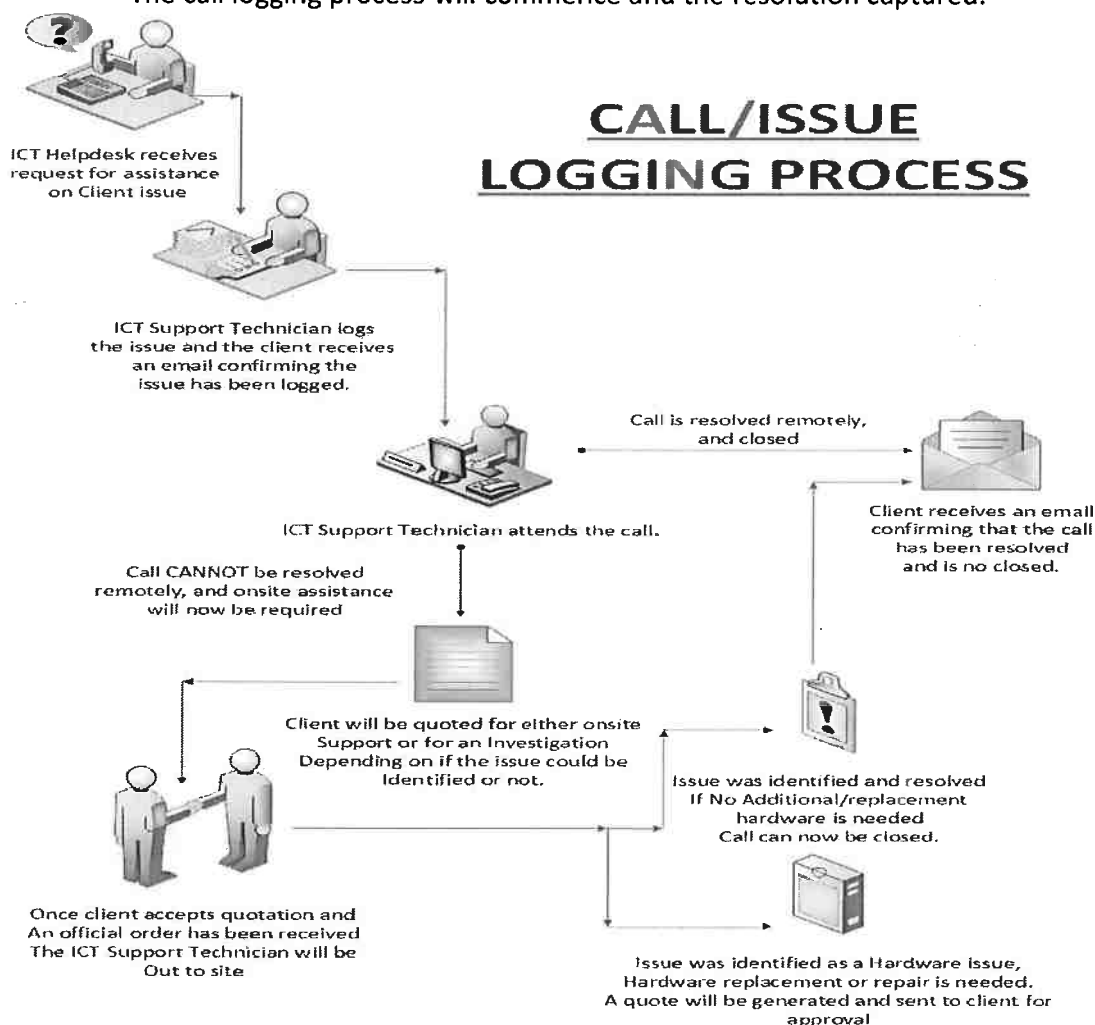 The call logging process will commence and the resolution captured.
?
CALL/ISSUE
LOGGING PROCESS
ICT Helpdesk receives
request for assistance
on Client issue
ICT Support Technician logs
the issue and the client receives
an email confirming the
issue has been logged.
Call is resolved remotely,
and closed
ICT Support Technician attends the call.
Client receives an email
confirming that the call
has been resolved
and is no closed.
Call CANNOT be resolved
remotely, and onsite assistance
will now be required
Client will be quoted for either onsite
Support or for an Investigation
Depending on if the issue could be
Identified or not.
!
Issue was identified and resolved
If No Additional/replacement
hardware is needed
Call can now be closed.
Once client accepts quotation and
An official order has been received
The ICT Support Technician will be
Out to site
Issue was identified as a Hardware issue,
Hardware replacement or repair is needed.
A quote will be generated and sent to client for
approval